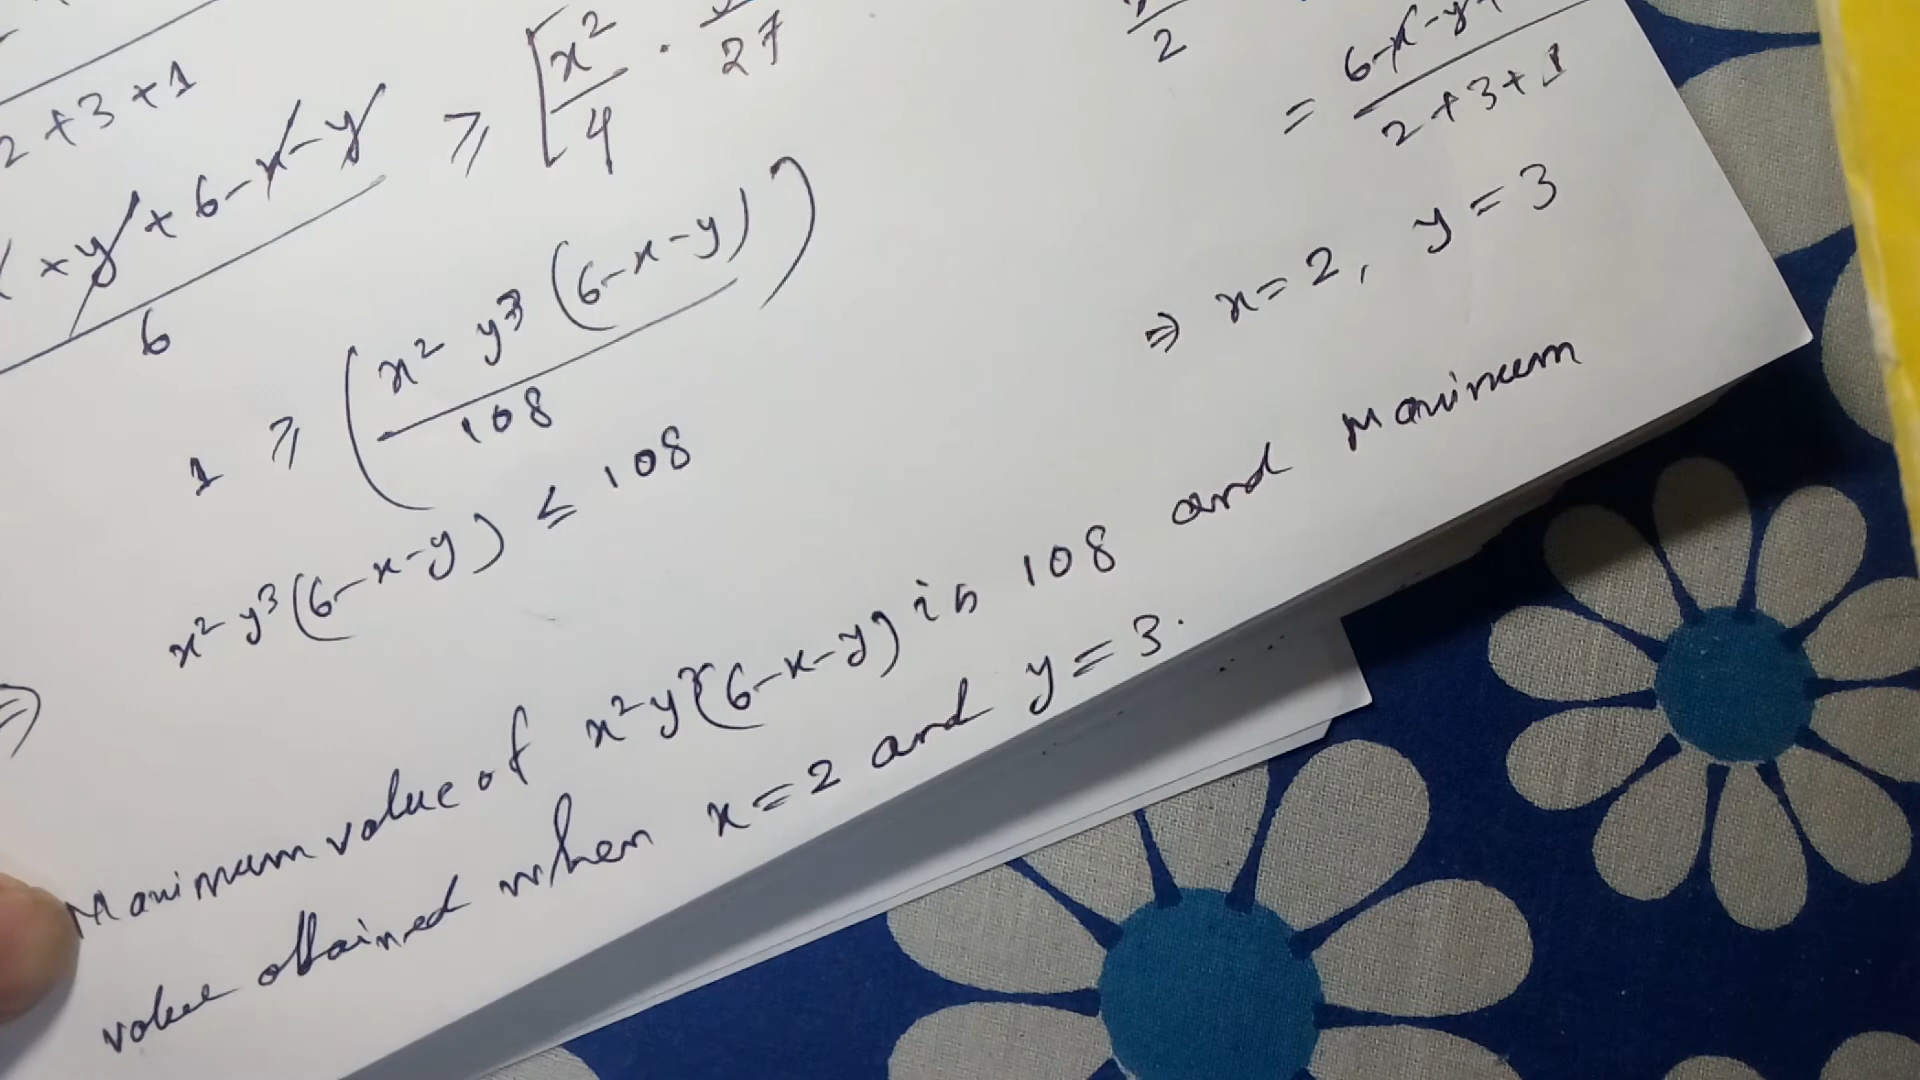 2+3+1
+y+6-x-y ≥ [x²/4 · /27
6
1 ≥ (x² y³ (6-x-y)/108)
⇒ x² y³ (6-x-y) ≤ 108
2
= 6-x-y/2+3+1
⇒ x=2, y=3
Maximum value of x² y³ (6-x-y) is 108 and Maximum
value obtained when x=2 and y=3.